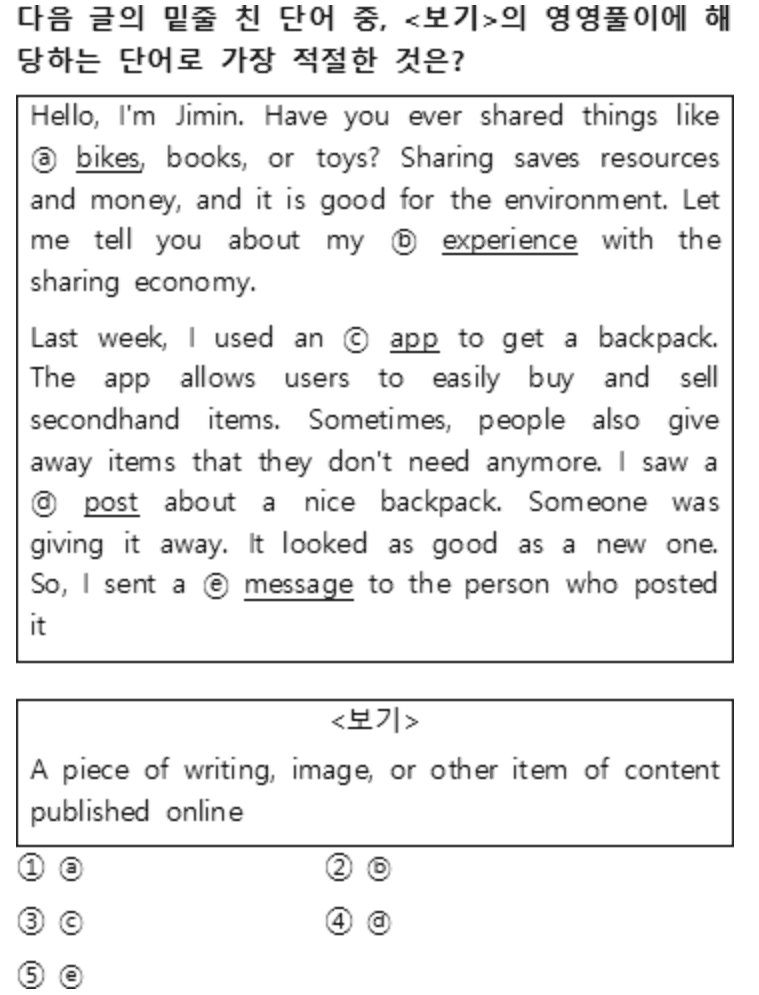 다음 글의 밑줄 친 단어 중, <보기>의 영영풀이에 해
당하는 단어로 가장 적절한 것은?
Hello, I'm Jimin. Have you ever shared things like
ⓐ bikes, books, or toys? Sharing saves resources
and money, and it is good for the environment. Let
me tell you about my ⓑ experience with the
sharing economy.
Last week, I used an ⓒ app to get a backpack.
The app allows users to easily buy and sell
secondhand items. Sometimes, people also give
away items that they don't need anymore. I saw a
ⓓ post about a nice backpack. Someone was
giving it away. It looked as good as a new one.
So, I sent a ⓔ message to the person who posted
it
<보기>
A piece of writing, image, or other item of content
published online
① ⓐ ② ⓑ
③ ⓒ ④ ⓓ
⑤ ⓔ